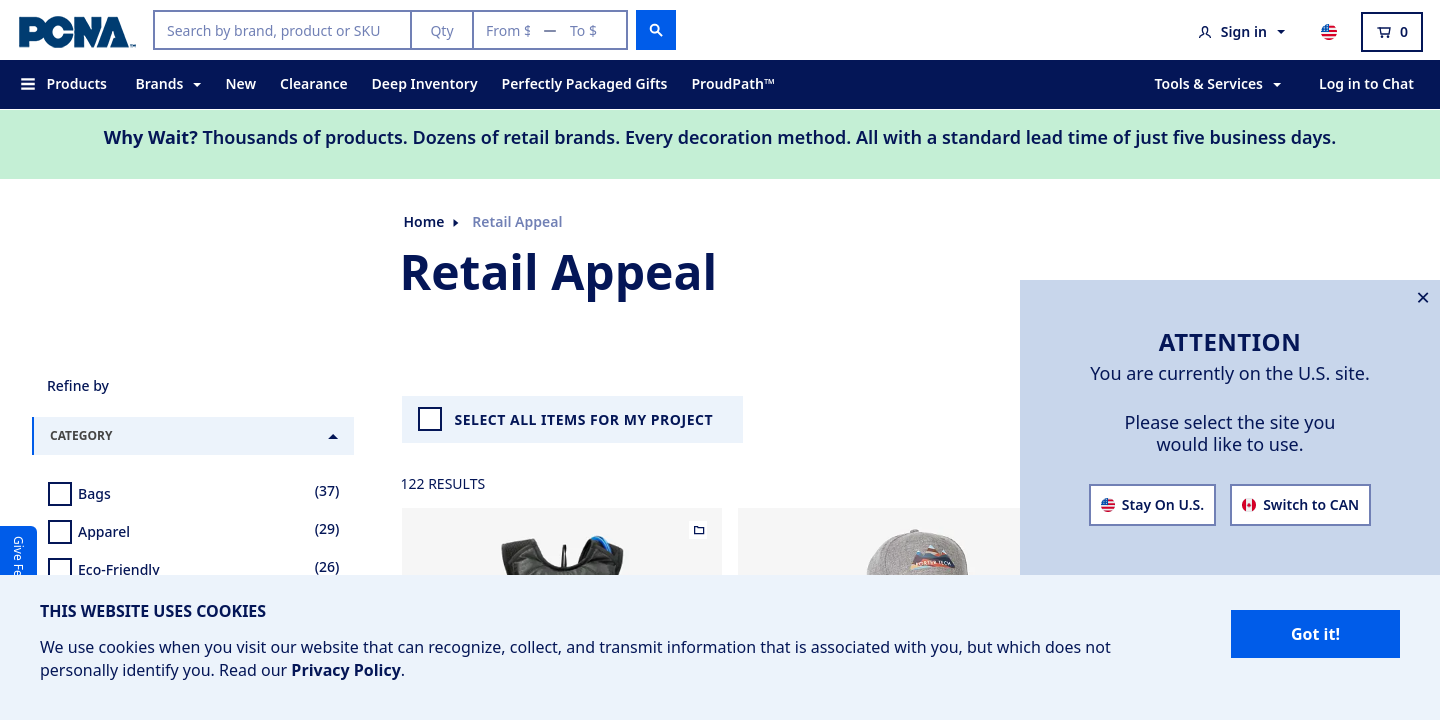 PCNA
Search by brand, product or SKU
Qty
From $
To $
Sign in
0
Products
Brands
New
Clearance
Deep Inventory
Perfectly Packaged Gifts
ProudPath™
Tools & Services
Log in to Chat
Why Wait? Thousands of products. Dozens of retail brands. Every decoration method. All with a standard lead time of just five business days.
Home
Retail Appeal
Retail Appeal
Refine by
CATEGORY
Bags
(37)
Apparel
(29)
Eco-Friendly
(26)
SELECT ALL ITEMS FOR MY PROJECT
122 RESULTS
ATTENTION
You are currently on the U.S. site.
Please select the site you
would like to use.
Stay On U.S.
Switch to CAN
Give Fe
THIS WEBSITE USES COOKIES
We use cookies when you visit our website that can recognize, collect, and transmit information that is associated with you, but which does not
personally identify you. Read our Privacy Policy.
Got it!